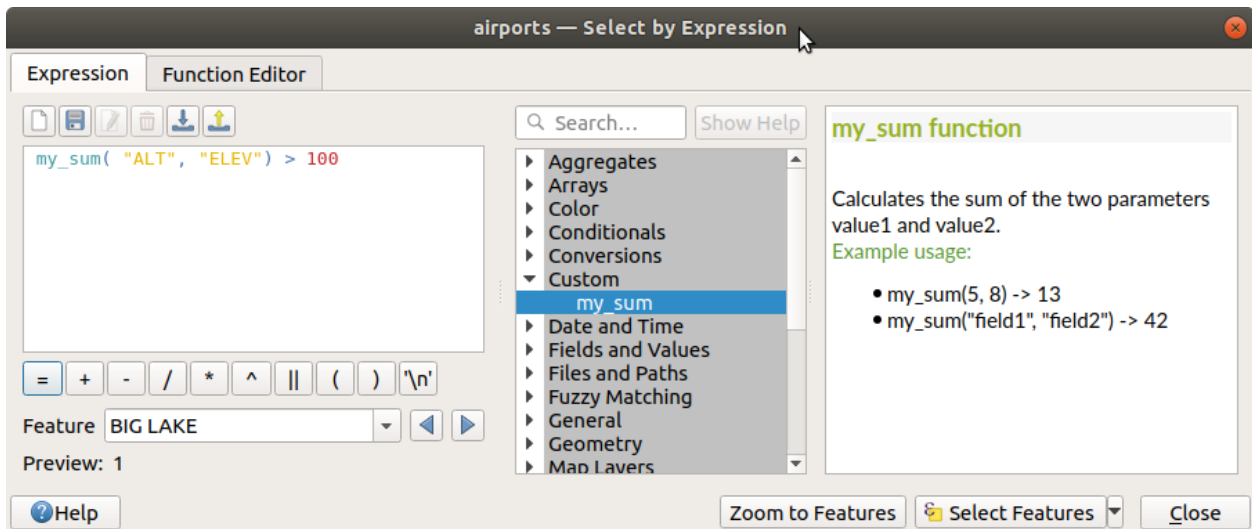 airports — Select by Expression
Expression
Function Editor
my_sum( "ALT", "ELEV") > 100
= + - / * ^ || ( ) '\n'
Feature BIG LAKE
Preview: 1
Search...
Show Help
Aggregates
Arrays
Color
Conditionals
Conversions
Custom
my_sum
Date and Time
Fields and Values
Files and Paths
Fuzzy Matching
General
Geometry
Map Layers
my_sum function
Calculates the sum of the two parameters
value1 and value2.
Example usage:
• my_sum(5, 8) -> 13
• my_sum("field1", "field2") -> 42
Help
Zoom to Features
Select Features
Close